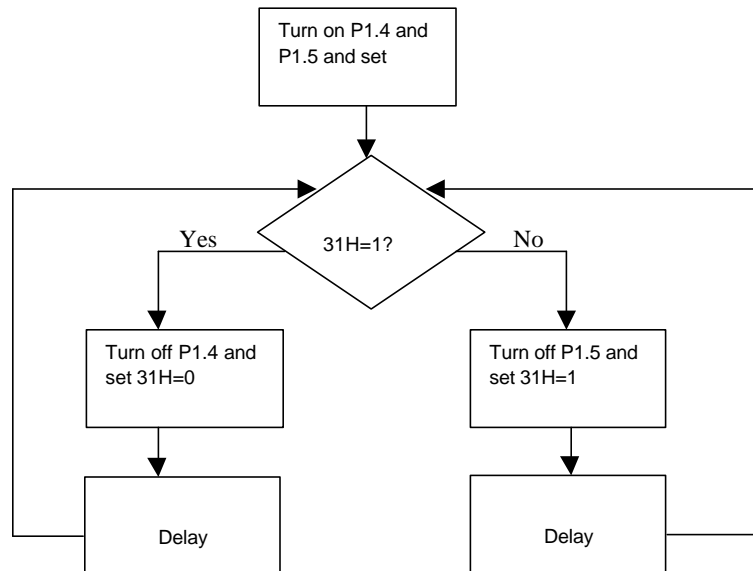 Turn on P1.4 and
P1.5 and set
31H=1?
Yes
No
Turn off P1.4 and
set 31H=0
Turn off P1.5 and
set 31H=1
Delay
Delay